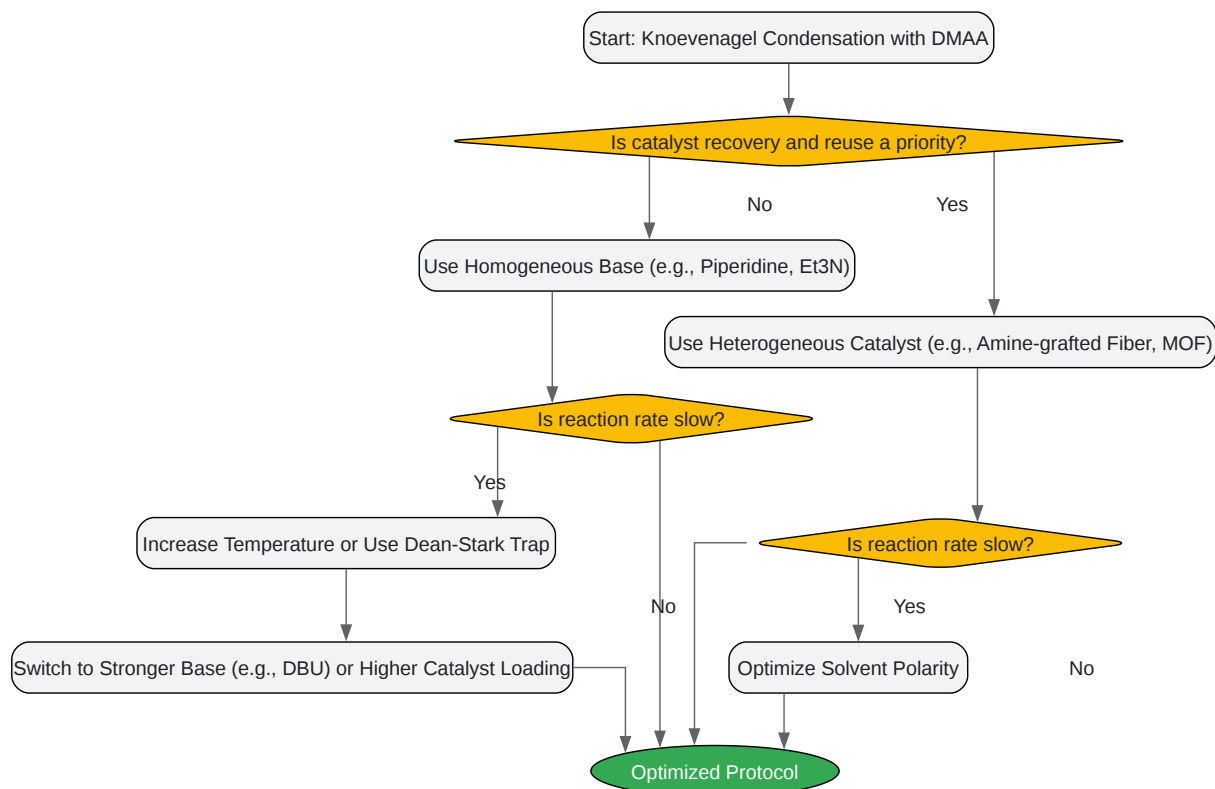 Start: Knoevenagel Condensation with DMAA
Is catalyst recovery and reuse a priority?
No
Yes
Use Homogeneous Base (e.g., Piperidine, Et3N)
Use Heterogeneous Catalyst (e.g., Amine-grafted Fiber, MOF)
Is reaction rate slow?
Yes
Increase Temperature or Use Dean-Stark Trap
Is reaction rate slow?
No
Yes
Switch to Stronger Base (e.g., DBU) or Higher Catalyst Loading
Optimize Solvent Polarity
No
Optimized Protocol